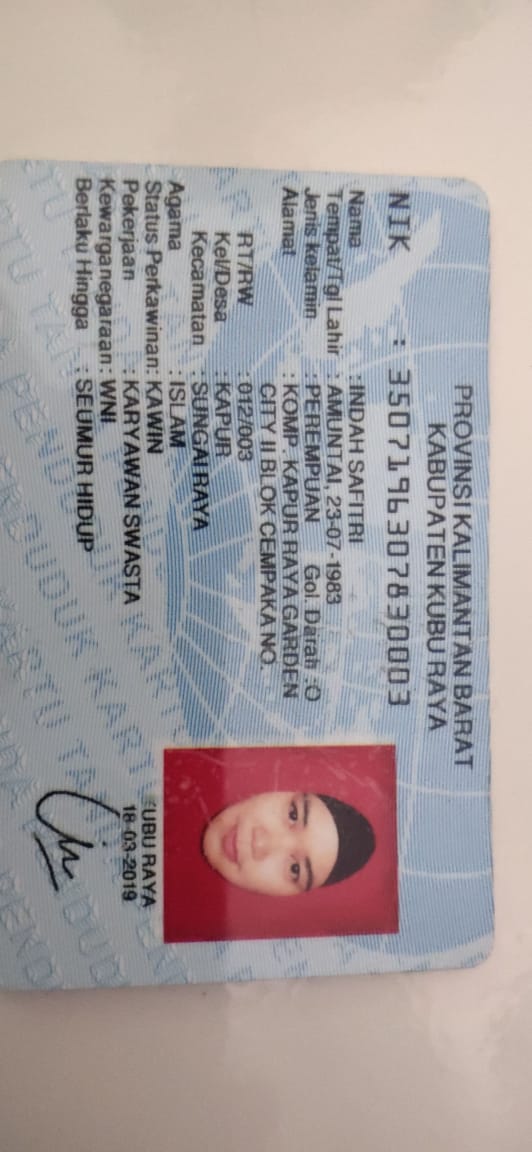 PROVINSI KALIMANTAN BARAT
KABUPATEN KUBU RAYA
NIK : 3507196307830003
Nama : INDAH SAFITRI
Tempat/Tgl Lahir : AMUNTAI, 23-07-1983
Jenis kelamin : PEREMPUAN Gol. Darah : O
Alamat : KOMP. KAPUR RAYA GARDEN
CITY II BLOK CEMPAKA NO.
RT/RW : 012/003
Kel/Desa : KAPUR
Kecamatan : SUNGAI RAYA
Agama : ISLAM
Status Perkawinan: KAWIN
Pekerjaan : KARYAWAN SWASTA
Kewarganegaraan: WNI
Berlaku Hingga : SEUMUR HIDUP
KUBU RAYA
18-03-2019